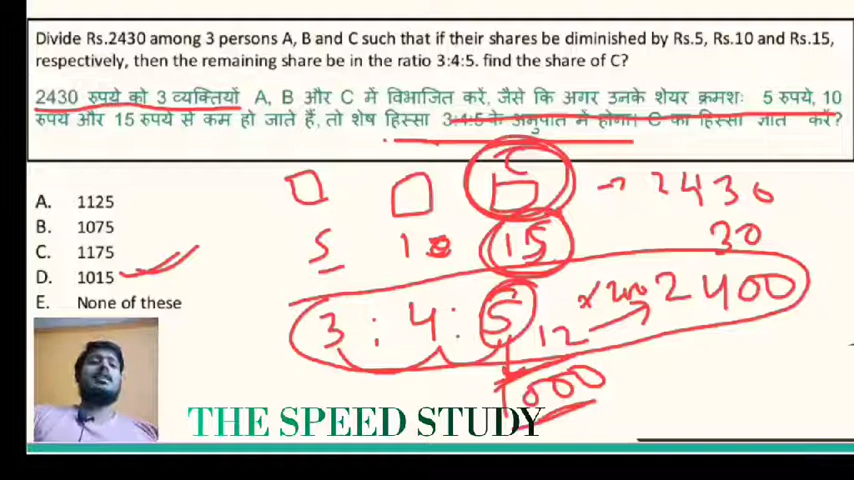 Divide Rs.2430 among 3 persons A, B and C such that if their shares be diminished by Rs.5, Rs.10 and Rs.15,
respectively, then the remaining share be in the ratio 3:4:5. find the share of C?
2430 रुपये को 3 व्यक्तियों A, B और C में विभाजित करें, जैसे कि अगर उनके शेयर क्रमशः 5 रुपये, 10
रुपये और 15 रुपये से कम हो जाते हैं, तो शेष हिस्सा 3:4:5 के अनुपात में होगा। C का हिस्सा ज्ञात करें?
A. 1125
B. 1075
C. 1175
D. 1015
E. None of these
C
→ 2430
5 10 15 30
3 : 4 : 5 12 x200 2400
1000
THE SPEED STUDY